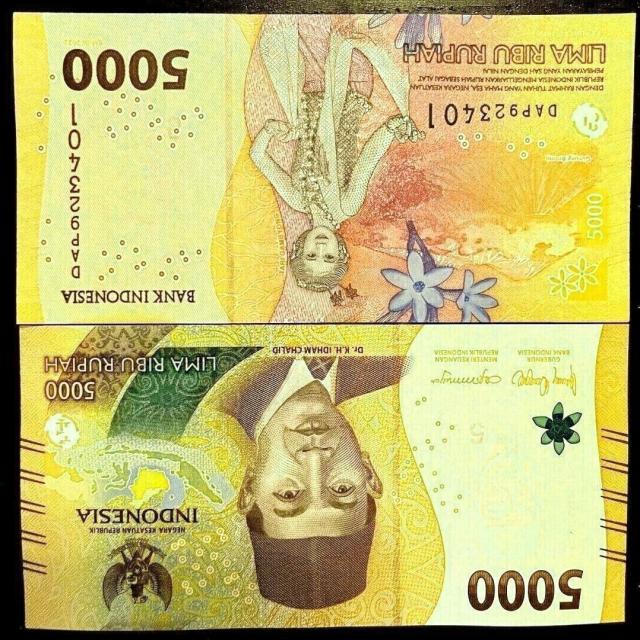 5000
NEGARA KESATUAN REPUBLIK
INDONESIA
GUBERNUR
BANK INDONESIA
MENTERI KEUANGAN
REPUBLIK INDONESIA
Dr. K.H. IDHAM CHALID
5000
LIMA RIBU RUPIAH
BANK INDONESIA
5000
DAP923401
DAP923401
DENGAN RAHMAT TUHAN YANG MAHA ESA, NEGARA KESATUAN
REPUBLIK INDONESIA MENGELUARKAN RUPIAH SEBAGAI ALAT
PEMBAYARAN YANG SAH DENGAN NILAI
LIMA RIBU RUPIAH
5000